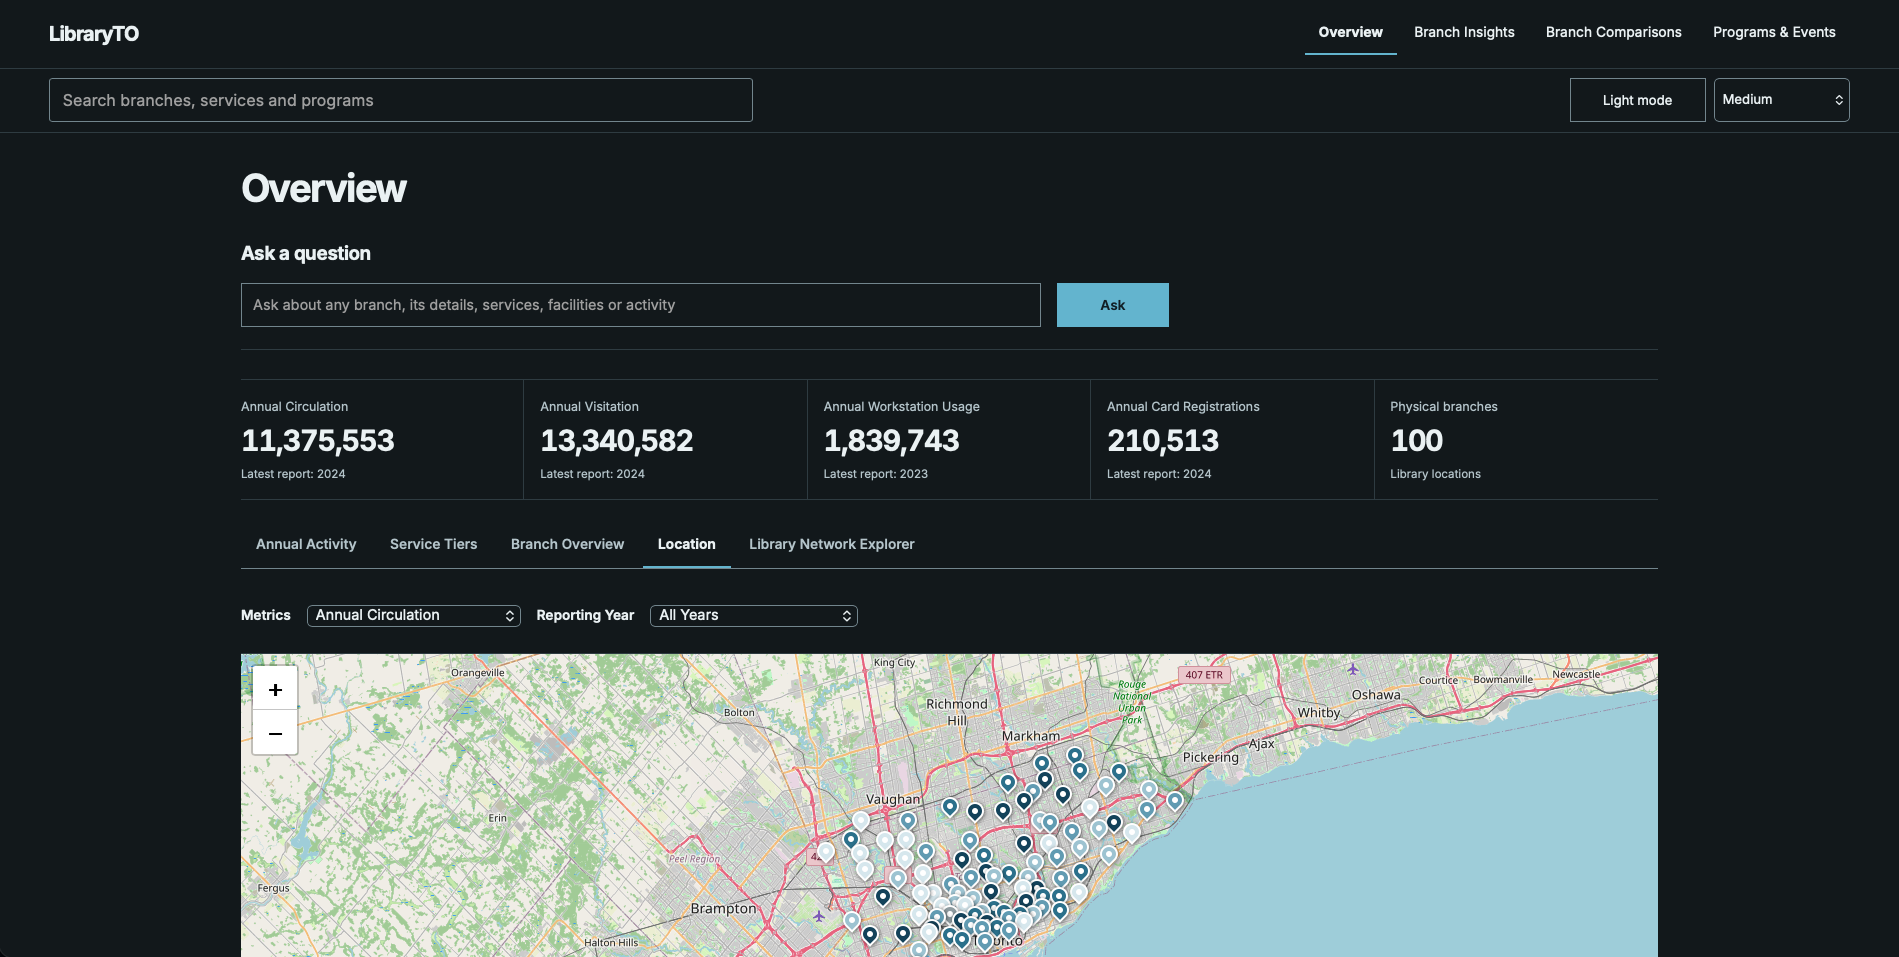 LibraryTO
Overview
Branch Insights
Branch Comparisons
Programs & Events
Search branches, services and programs
Light mode
Medium
Overview
Ask a question
Ask about any branch, its details, services, facilities or activity
Ask
Annual Circulation
11,375,553
Latest report: 2024
Annual Visitation
13,340,582
Latest report: 2024
Annual Workstation Usage
1,839,743
Latest report: 2023
Annual Card Registrations
210,513
Latest report: 2024
Physical branches
100
Library locations
Annual Activity
Service Tiers
Branch Overview
Location
Library Network Explorer
Metrics
Annual Circulation
Reporting Year
All Years
+
−
King City
Orangeville
407 ETR
Rouge
National
Urban
Park
Courtice
Bowmanville
Newcastle
Oshawa
Richmond
Hill
Bolton
Whitby
Markham
Ajax
Pickering
Vaughan
Erin
Peel Region
Fergus
Brampton
Halton Hills